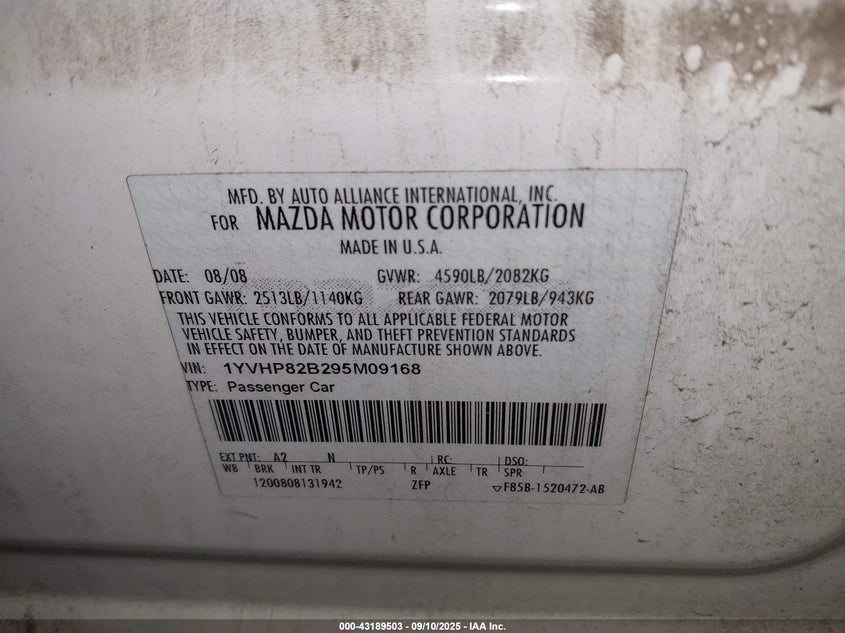 MFD. BY AUTO ALLIANCE INTERNATIONAL, INC.
FOR MAZDA MOTOR CORPORATION
MADE IN U.S.A.
DATE: 08/08 GVWR: 4590LB/2082KG
FRONT GAWR: 2513LB/1140KG REAR GAWR: 2079LB/943KG
THIS VEHICLE CONFORMS TO ALL APPLICABLE FEDERAL MOTOR
VEHICLE SAFETY, BUMPER, AND THEFT PREVENTION STANDARDS
IN EFFECT ON THE DATE OF MANUFACTURE SHOWN ABOVE.
VIN: 1YVHP82B295M09168
TYPE: Passenger Car
EXT PNT: A2 N RC: DSO:
WB BRK INT TR TP/PS R AXLE TR SPR
1200808131942 ZFP F85B-1520472-AB
000-43189503 - 09/10/2025 - IAA Inc.